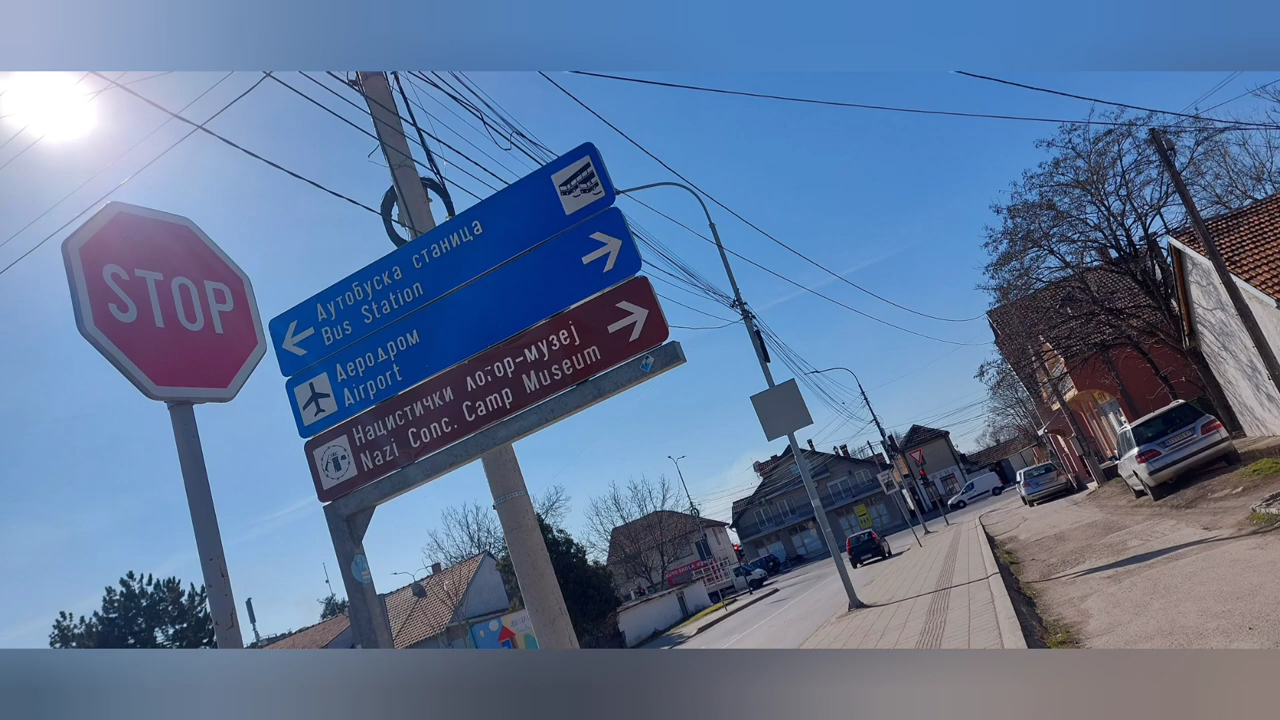 STOP
Аутобуска станица
Bus Station
Аеродром
Airport
Нацистички логор-музеј
Nazi Conc. Camp Museum